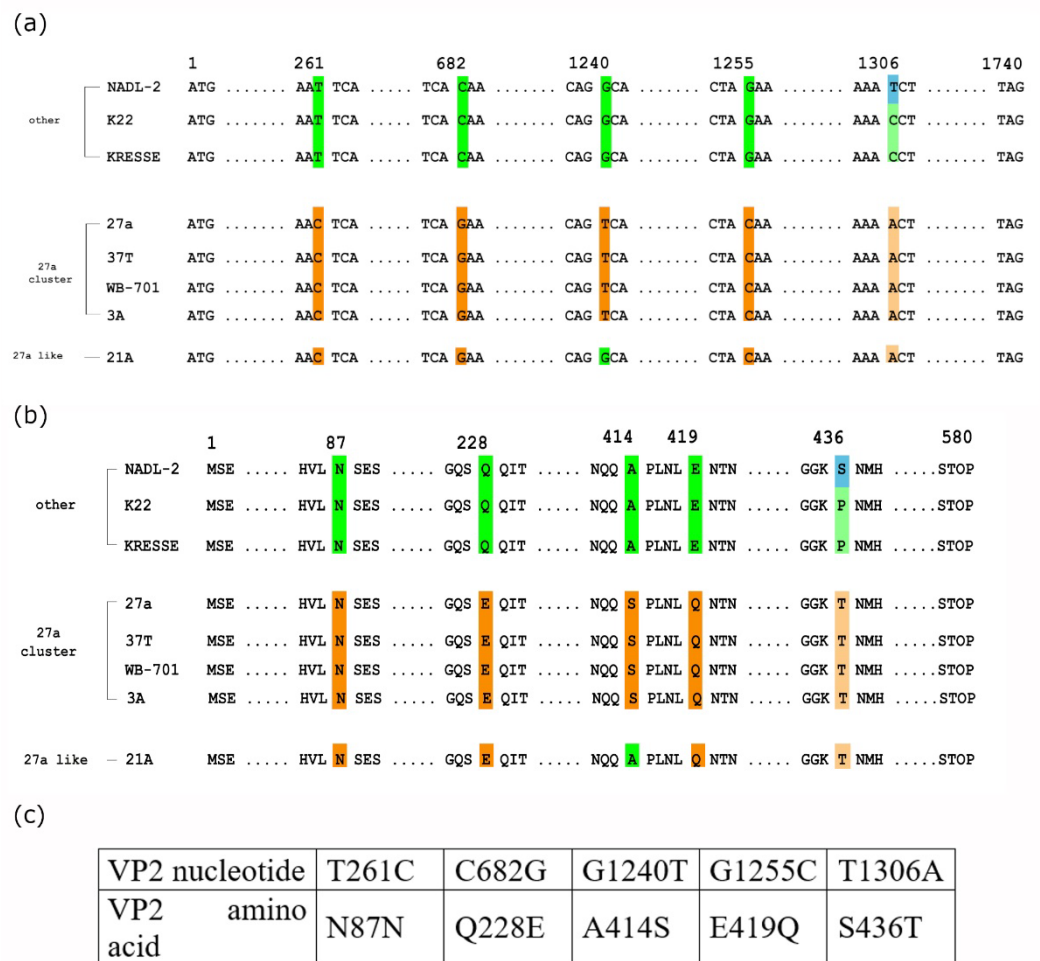 (a)
1 261 682 1240 1255 1306 1740
NADL-2 ATG ........ AAT TCA ...... TCA CAA ........ CAG GCA ........ CTA GAA ........ AAA TCT ....... TAG
other
K22 ATG ........ AAT TCA ...... TCA CAA ........ CAG GCA ........ CTA GAA ........ AAA CCT ....... TAG
KRESSE ATG ........ AAT TCA ...... TCA CAA ........ CAG GCA ........ CTA GAA ........ AAA CCT ....... TAG
27a ATG ........ AAC TCA ...... TCA GAA ........ CAG TCA ........ CTA CAA ........ AAA ACT ....... TAG
37T ATG ........ AAC TCA ...... TCA GAA ........ CAG TCA ........ CTA CAA ........ AAA ACT ....... TAG
27a
cluster
WB-701 ATG ........ AAC TCA ...... TCA GAA ........ CAG TCA ........ CTA CAA ........ AAA ACT ....... TAG
3A ATG ........ AAC TCA ...... TCA GAA ........ CAG TCA ........ CTA CAA ........ AAA ACT ....... TAG
27a like 21A ATG ........ AAC TCA ...... TCA GAA ........ CAG GCA ........ CTA CAA ........ AAA ACT ....... TAG
(b)
1 87 228 414 419 436 580
NADL-2 MSE ..... HVL N SES ..... GQS Q QIT ..... NQQ A PLNL E NTN ..... GGK S NMH .....STOP
other K22 MSE ..... HVL N SES ..... GQS Q QIT ..... NQQ A PLNL E NTN ..... GGK P NMH .....STOP
KRESSE MSE ..... HVL N SES ..... GQS Q QIT ..... NQQ A PLNL E NTN ..... GGK P NMH .....STOP
27a MSE ..... HVL N SES ..... GQS E QIT ..... NQQ S PLNL Q NTN ..... GGK T NMH .....STOP
37T MSE ..... HVL N SES ..... GQS E QIT ..... NQQ S PLNL Q NTN ..... GGK T NMH .....STOP
27a
cluster
WB-701 MSE ..... HVL N SES ..... GQS E QIT ..... NQQ S PLNL Q NTN ..... GGK T NMH .....STOP
3A MSE ..... HVL N SES ..... GQS E QIT ..... NQQ S PLNL Q NTN ..... GGK T NMH .....STOP
27a like 21A MSE ..... HVL N SES ..... GQS E QIT ..... NQQ A PLNL Q NTN ..... GGK T NMH .....STOP
(c)
VP2 nucleotide T261C C682G G1240T G1255C T1306A
VP2 amino
acid N87N Q228E A414S E419Q S436T